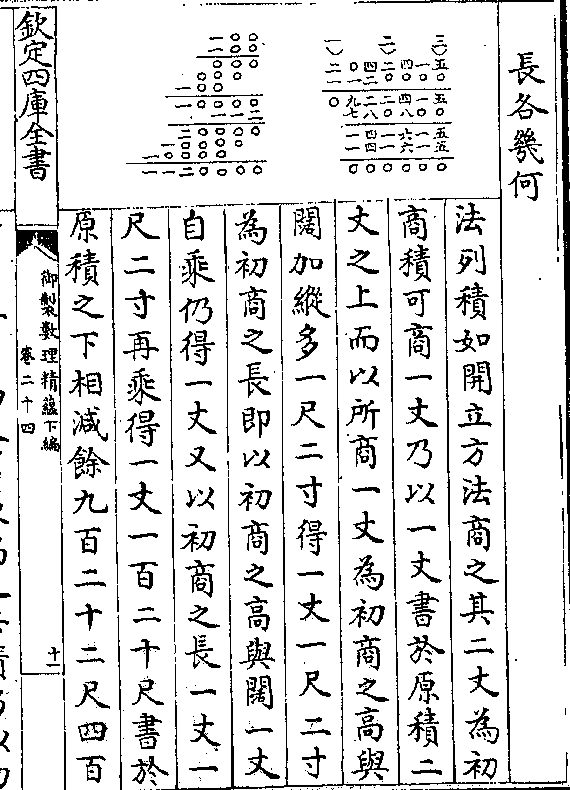 長各幾何
法列積如開立方法商之其二丈為初
商積可商一丈乃以一丈書於原積二
丈之上而以所商一丈為初商之高與
闊加縱多一尺二寸得一丈一尺二寸
為初商之長即以初商之高與闊一丈
自乘仍得一丈又以初商之長一丈一
尺二寸再乘得一丈一百二十尺書於
原積之下相減餘九百二十二尺四百
欽定四庫全書
御製數理精蘊下編
卷二十四
十一